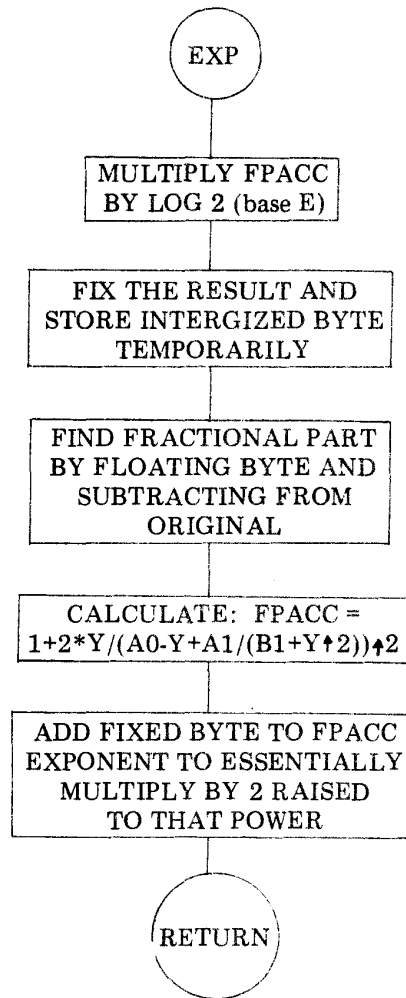 EXP
MULTIPLY FPACC
BY LOG 2 (base E)
FIX THE RESULT AND
STORE INTERGIZED BYTE
TEMPORARILY
FIND FRACTIONAL PART
BY FLOATING BYTE AND
SUBTRACTING FROM
ORIGINAL
CALCULATE: FPACC =
1+2*Y/(A0-Y+A1/(B1+Y↑2))↑2
ADD FIXED BYTE TO FPACC
EXPONENT TO ESSENTIALLY
MULTIPLY BY 2 RAISED
TO THAT POWER
RETURN